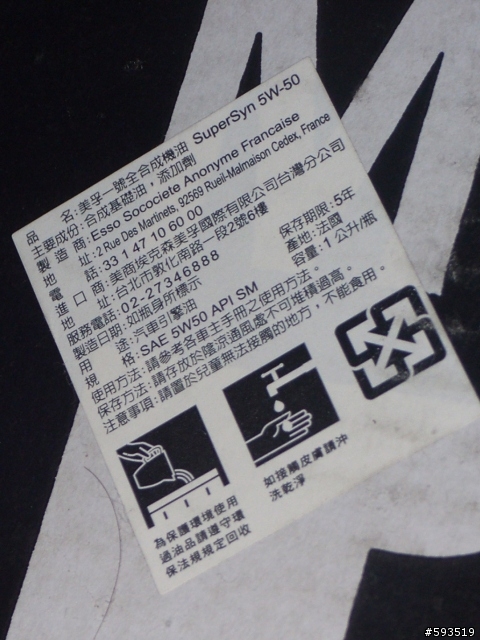 品名:美孚一號全合成機油 SuperSyn 5W-50
主要成份:合成基礎油，添加劑
製造商:Esso Socociete Anonyme Francaise
地址:2 Rue Des Martinets, 92569 Rueil-Malmaison Cedex, France
電話:33 1 47 10 60 00
進口商:美商埃克森美孚國際有限公司台灣分公司
地址:台北市敦化南路一段2號6樓
服務電話:02-27346888
保存期限:5年
製造日期:如瓶身所標示
產地:法國
用途:汽車引擎油
容量:1 公升/瓶
規格:SAE 5W50 API SM
使用方法:請參考各車主手冊之使用方法。
保存方法:請存放於陰涼通風處不可堆積過高。
注意事項:請置於兒童無法接觸的地方，不能食用。
為保護環境使用
過油品請遵守環
保法規規定回收
如接觸皮膚請沖
洗乾淨
#593519